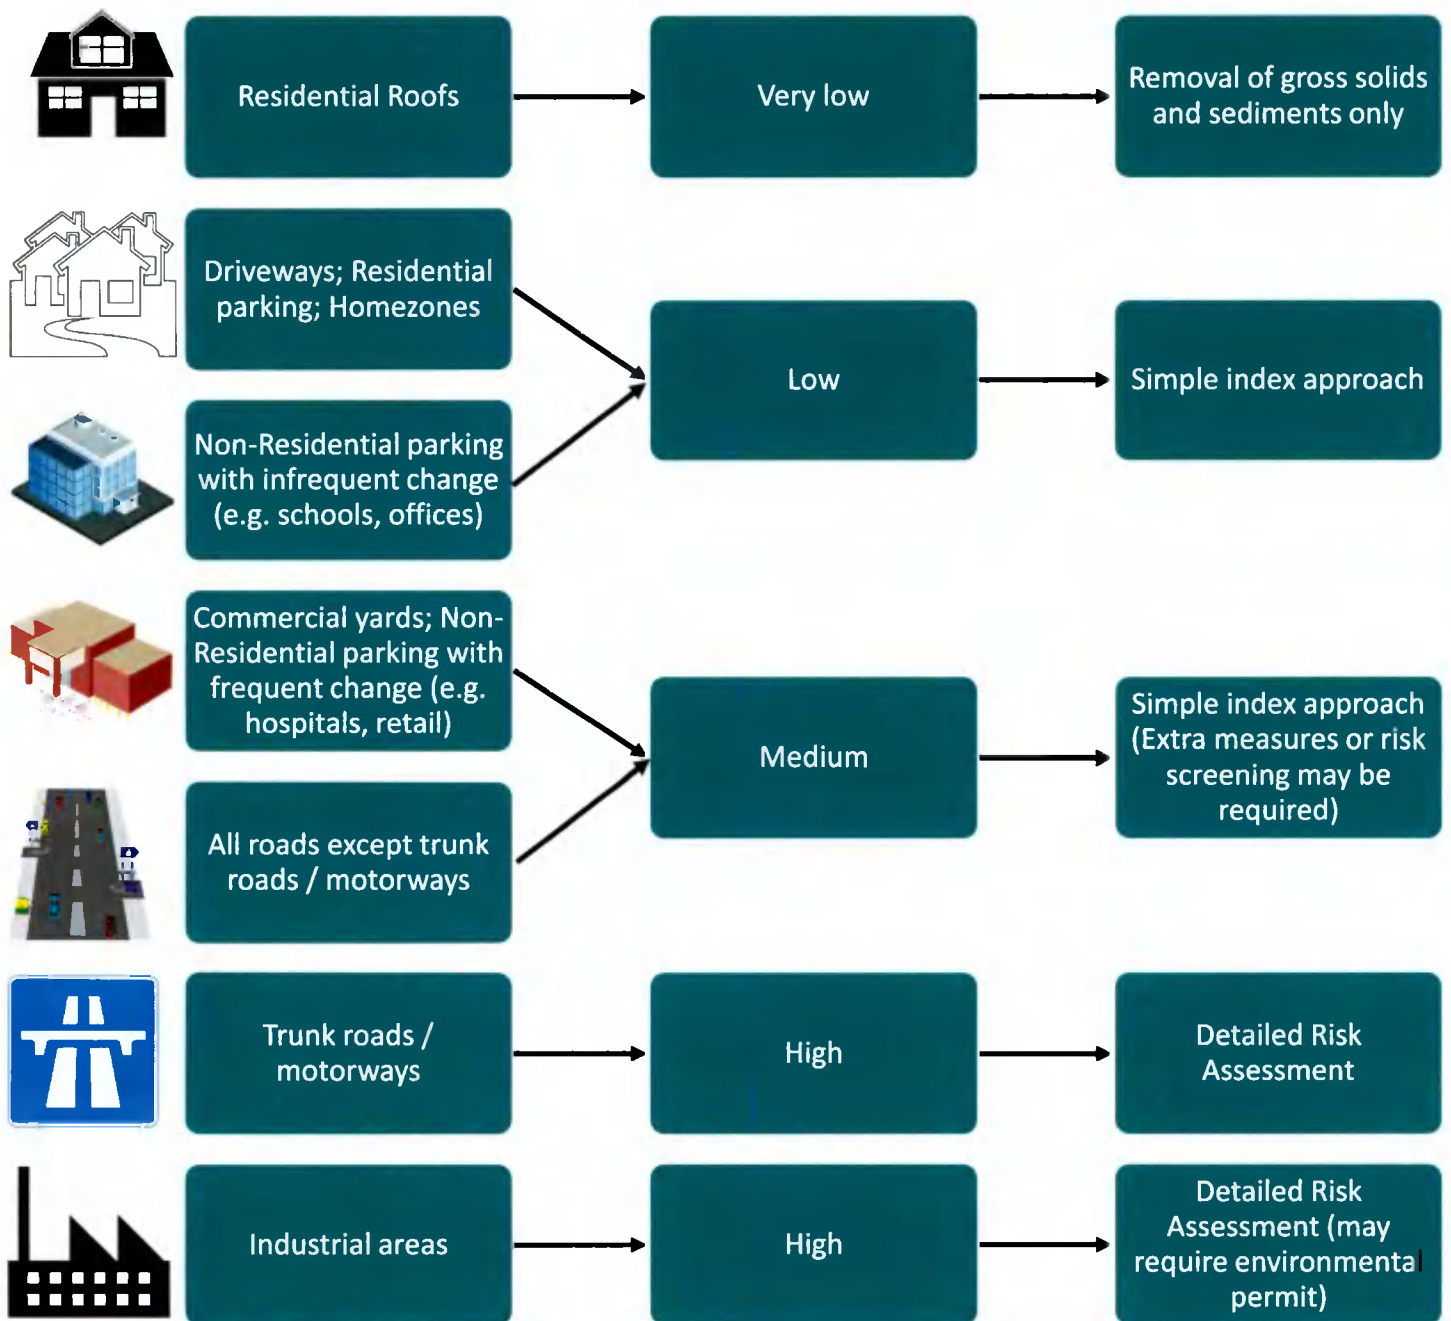 Residential Roofs
Very low
Removal of gross solids
and sediments only
Driveways; Residential
parking; Homezones
Low
Simple index approach
Non-Residential parking
with infrequent change
(e.g. schools, offices)
Commercial yards; Non-
Residential parking with
frequent change (e.g.
hospitals, retail)
Medium
Simple index approach
(Extra measures or risk
screening may be
required)
All roads except trunk
roads / motorways
Trunk roads /
motorways
High
Detailed Risk
Assessment
Industrial areas
High
Detailed Risk
Assessment (may
require environmental
permit)